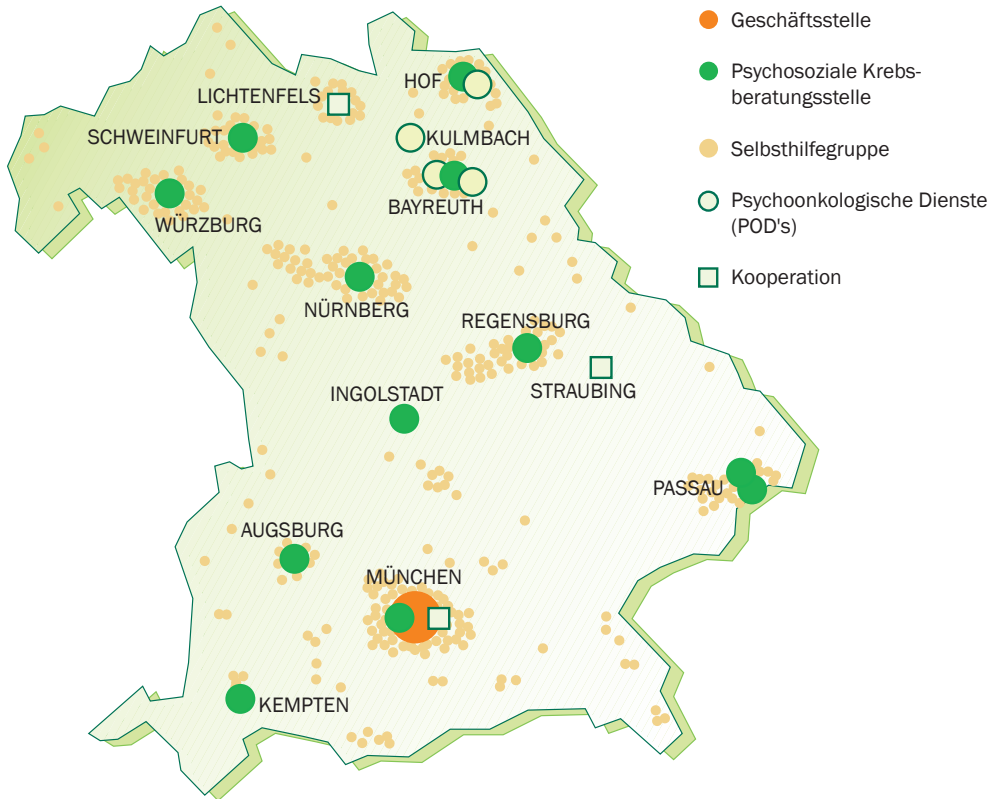 Geschäftsstelle
Psychosoziale Krebs-
beratungsstelle
Selbsthilfegruppe
Psychoonkologische Dienste
(POD's)
Kooperation
HOF
LICHTENFELS
SCHWEINFURT
KULMBACH
BAYREUTH
WÜRZBURG
NÜRNBERG
REGENSBURG
INGOLSTADT
STRAUBING
PASSAU
AUGSBURG
MÜNCHEN
KEMPTEN